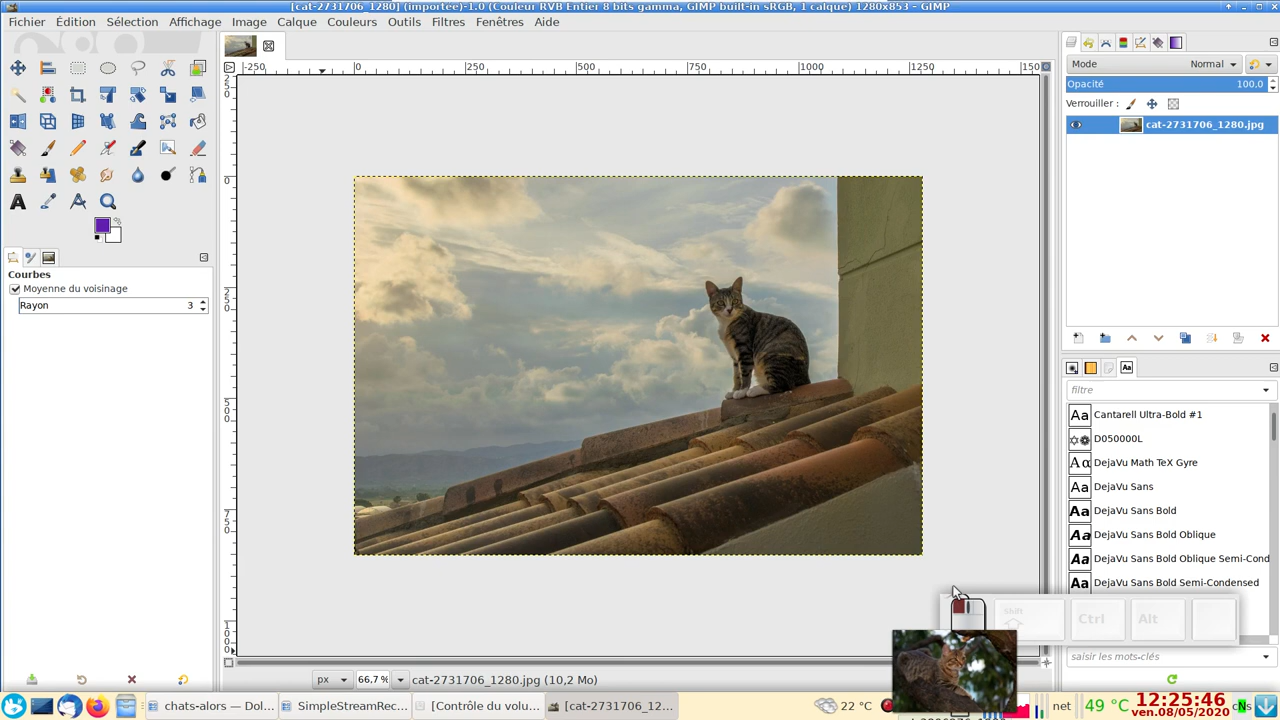 [cat-2731706_1280] (importée)-1.0 (Couleur RVB Entier 8 bits gamma, GIMP built-in sRGB, 1 calque) 1280x853 – GIMP
Fichier Édition Sélection Affichage Image Calque Couleurs Outils Filtres Fenêtres Aide
-250 0 250 500 750 1000 1250 150
Mode Normal
Opacité 100,0
Verrouiller :
cat-2731706_1280.jpg
Courbes
Moyenne du voisinage
Rayon 3
filtre
Cantarell Ultra-Bold #1
D050000L
DejaVu Math TeX Gyre
DejaVu Sans
DejaVu Sans Bold
DejaVu Sans Bold Oblique
DejaVu Sans Bold Oblique Semi-Cond
DejaVu Sans Bold Semi-Condensed
Shift Ctrl Alt
saisir les mots-clés
px 66,7 % cat-2731706_1280.jpg (10,2 Mo)
chat-alors — Dol... SimpleStreamRec... [Contrôle du volu... [cat-2731706_12... 22 °C net 49 °C 12:25:46
ven.08/05/2020